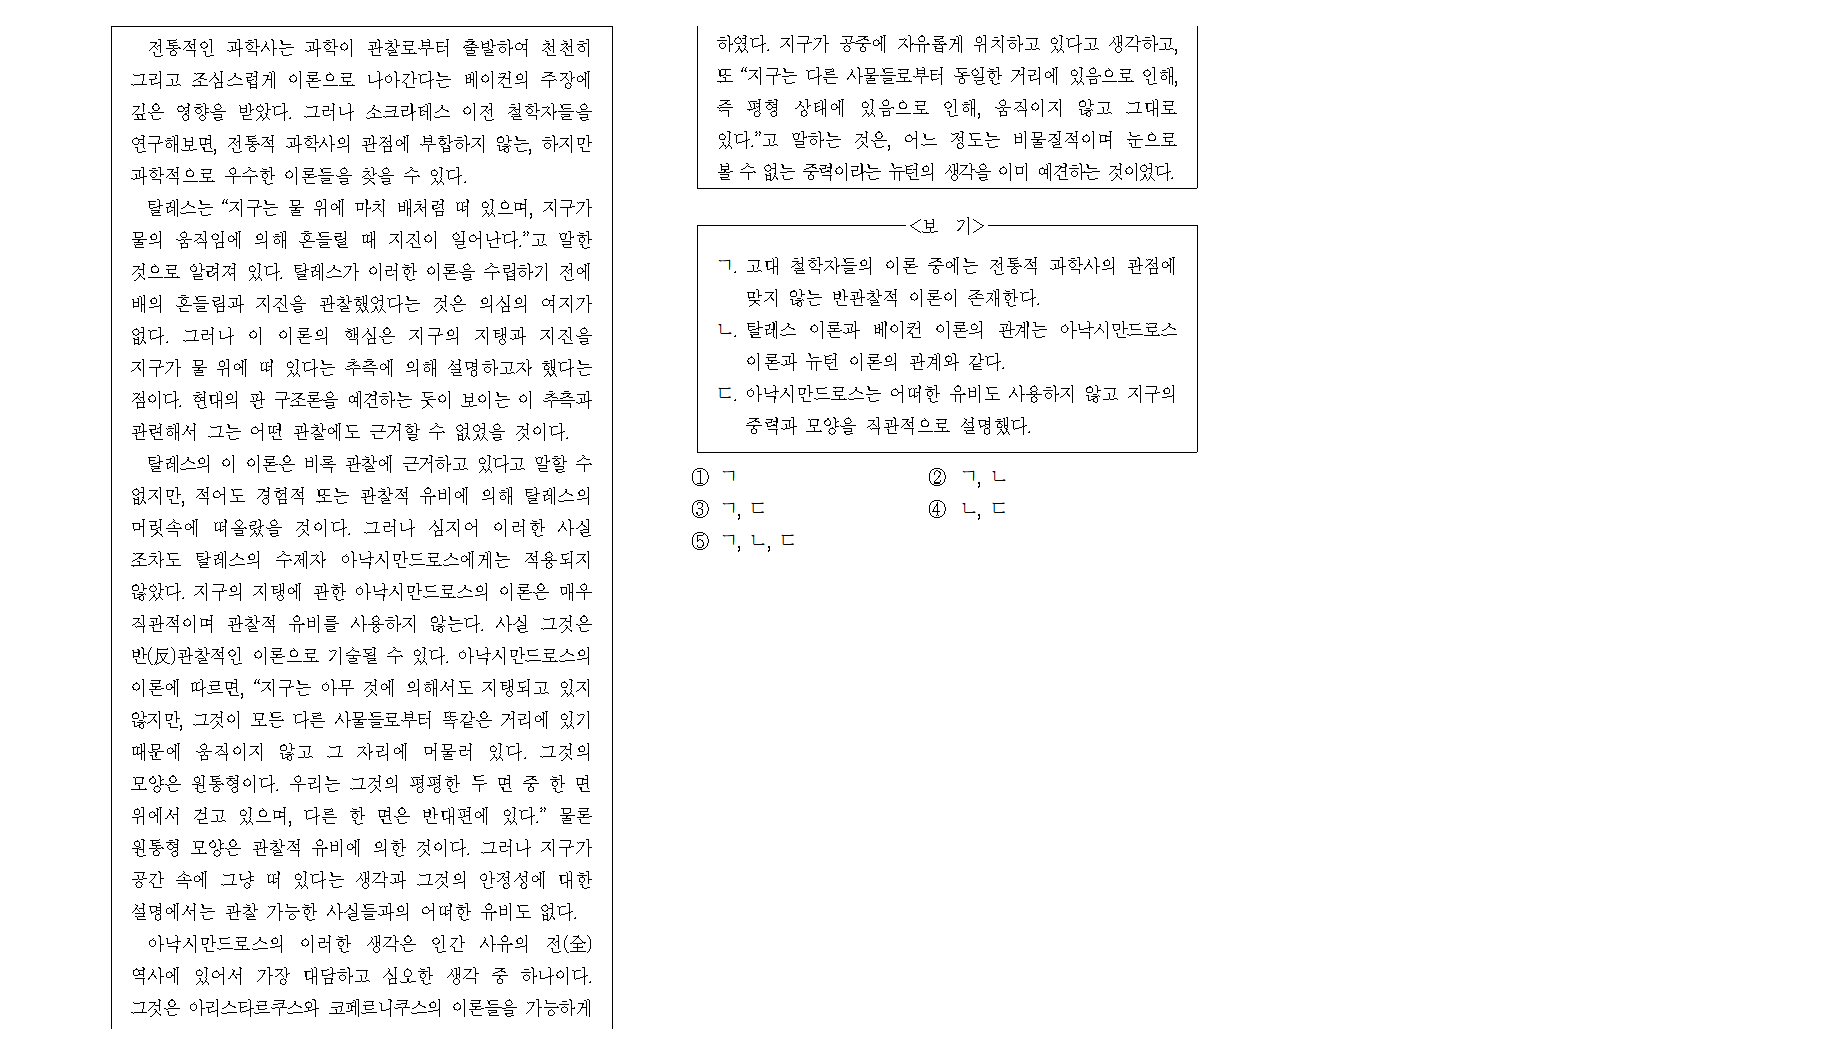 전통적인 과학사는 과학이 관찰로부터 출발하여 천천히
그리고 조심스럽게 이론으로 나아간다는 베이컨의 주장에
깊은 영향을 받았다. 그러나 소크라테스 이전 철학자들을
연구해보면, 전통적 과학사의 관점에 부합하지 않는, 하지만
과학적으로 우수한 이론들을 찾을 수 있다.
탈레스는 “지구는 물 위에 마치 배처럼 떠 있으며, 지구가
물의 움직임에 의해 흔들릴 때 지진이 일어난다.”고 말한
것으로 알려져 있다. 탈레스가 이러한 이론을 수립하기 전에
배의 흔들림과 지진을 관찰했었다는 것은 의심의 여지가
없다. 그러나 이 이론의 핵심은 지구의 지탱과 지진을
지구가 물 위에 떠 있다는 추측에 의해 설명하고자 했다는
점이다. 현대의 판 구조론을 예견하는 듯이 보이는 이 추측과
관련해서 그는 어떤 관찰에도 근거할 수 없었을 것이다.
탈레스의 이 이론은 비록 관찰에 근거하고 있다고 말할 수
없지만, 적어도 경험적 또는 관찰적 유비에 의해 탈레스의
머릿속에 떠올랐을 것이다. 그러나 심지어 이러한 사실
조차도 탈레스의 수제자 아낙시만드로스에게는 적용되지
않았다. 지구의 지탱에 관한 아낙시만드로스의 이론은 매우
직관적이며 관찰적 유비를 사용하지 않는다. 사실 그것은
반(反)관찰적인 이론으로 기술될 수 있다. 아낙시만드로스의
이론에 따르면, “지구는 아무 것에 의해서도 지탱되고 있지
않지만, 그것이 모든 다른 사물들로부터 똑같은 거리에 있기
때문에 움직이지 않고 그 자리에 머물러 있다. 그것의
모양은 원통형이다. 우리는 그것의 평평한 두 면 중 한 면
위에서 걷고 있으며, 다른 한 면은 반대편에 있다.” 물론
원통형 모양은 관찰적 유비에 의한 것이다. 그러나 지구가
공간 속에 그냥 떠 있다는 생각과 그것의 안정성에 대한
설명에서는 관찰 가능한 사실들과의 어떠한 유비도 없다.
아낙시만드로스의 이러한 생각은 인간 사유의 전(全)
역사에 있어서 가장 대담하고 심오한 생각 중 하나이다.
그것은 아리스타르쿠스와 코페르니쿠스의 이론들을 가능하게
하였다. 지구가 공중에 자유롭게 위치하고 있다고 생각하고,
또 “지구는 다른 사물들로부터 동일한 거리에 있음으로 인해,
즉 평형 상태에 있음으로 인해, 움직이지 않고 그대로
있다.”고 말하는 것은, 어느 정도는 비물질적이며 눈으로
볼 수 없는 중력이라는 뉴턴의 생각을 이미 예견하는 것이었다.
<보 기>
ㄱ. 고대 철학자들의 이론 중에는 전통적 과학사의 관점에
맞지 않는 반관찰적 이론이 존재한다.
ㄴ. 탈레스 이론과 베이컨 이론의 관계는 아낙시만드로스
이론과 뉴턴 이론의 관계와 같다.
ㄷ. 아낙시만드로스는 어떠한 유비도 사용하지 않고 지구의
중력과 모양을 직관적으로 설명했다.
① ㄱ ② ㄱ, ㄴ
③ ㄱ, ㄷ ④ ㄴ, ㄷ
⑤ ㄱ, ㄴ, ㄷ